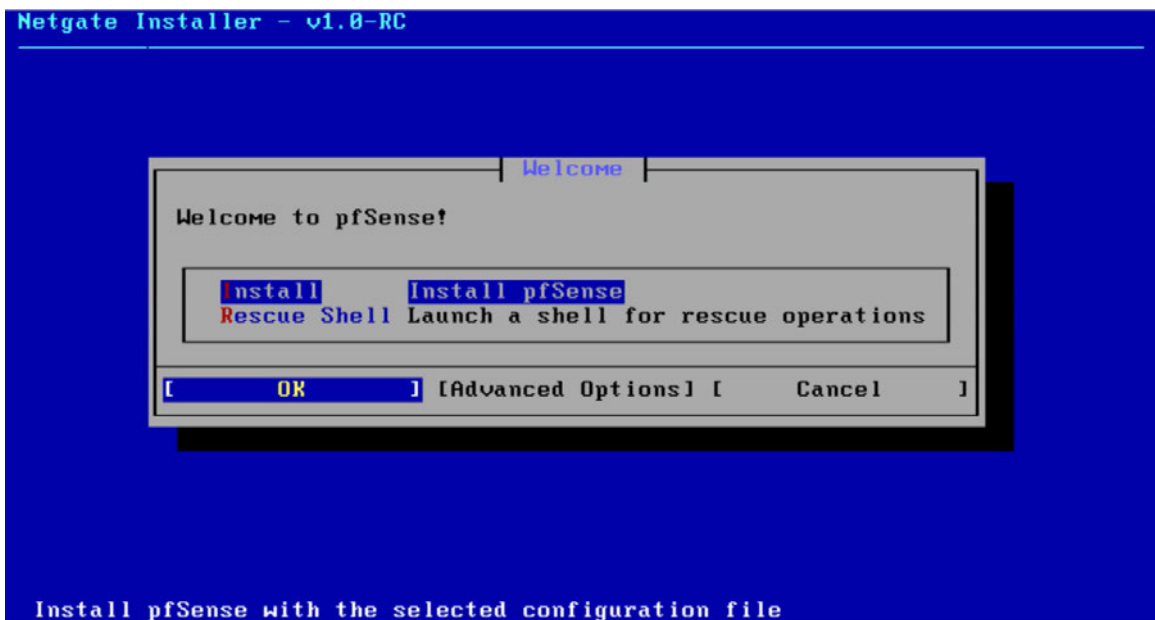 Netgate Installer - v1.0-RC
Welcome
Welcome to pfSense!
Install Install pfSense
Rescue Shell Launch a shell for rescue operations
[ OK ] [Advanced Options] [ Cancel ]
Install pfSense with the selected configuration file